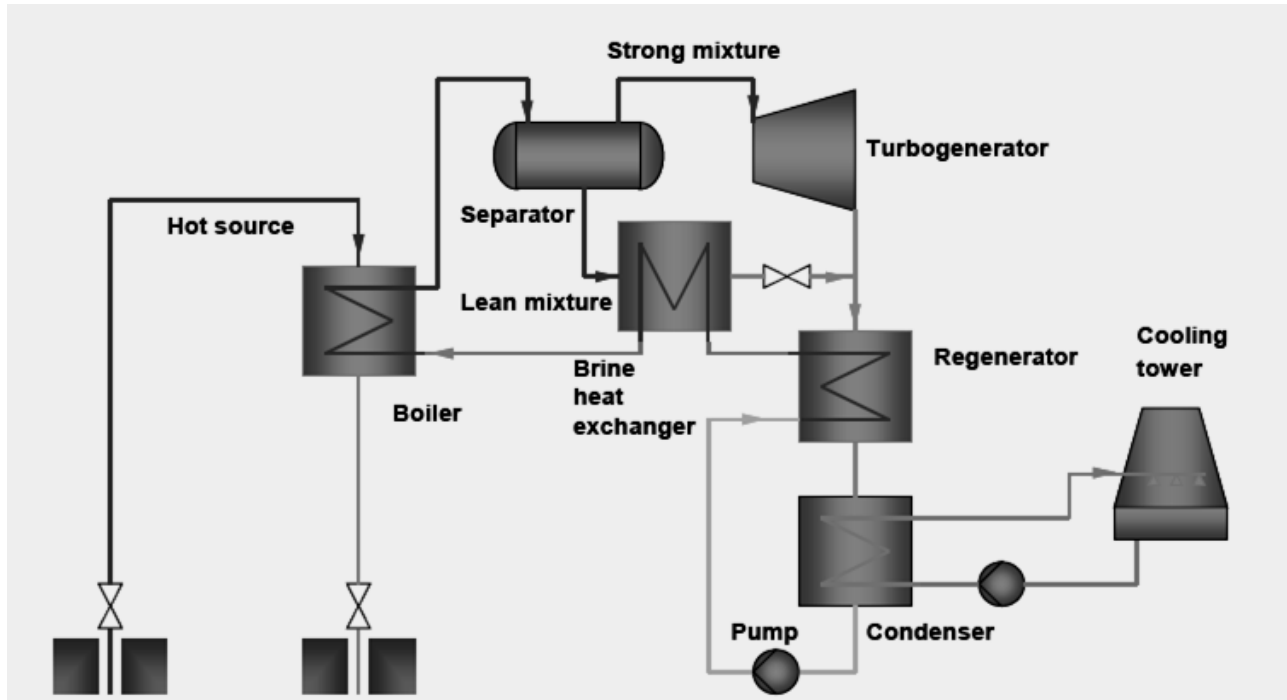 Strong mixture
Turbogenerator
Separator
Hot source
Lean mixture
Cooling
tower
Regenerator
Brine
heat
exchanger
Boiler
Pump
Condenser